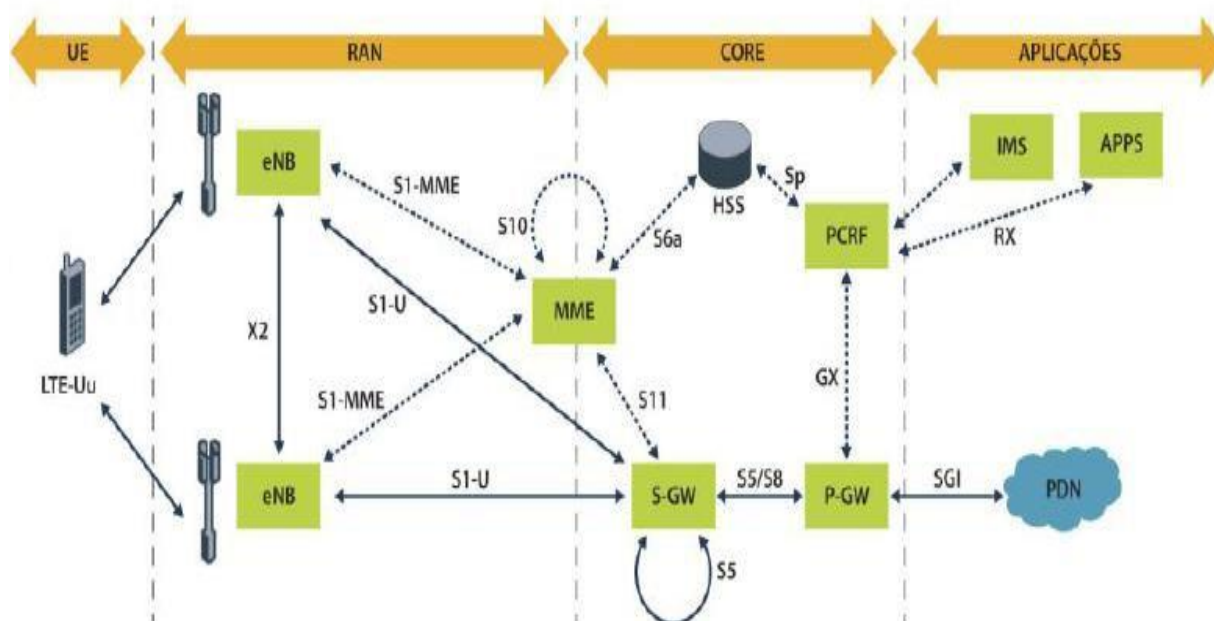 UE
RAN
CORE
APLICAÇÕES
eNB
S1-MME
S10
S6a
HSS
Sp
PCRF
IMS
APPS
RX
MME
S1-U
X2
LTE-Uu
S1-MME
S11
GX
eNB
S1-U
S-GW
S5/S8
P-GW
SGI
PDN
S5